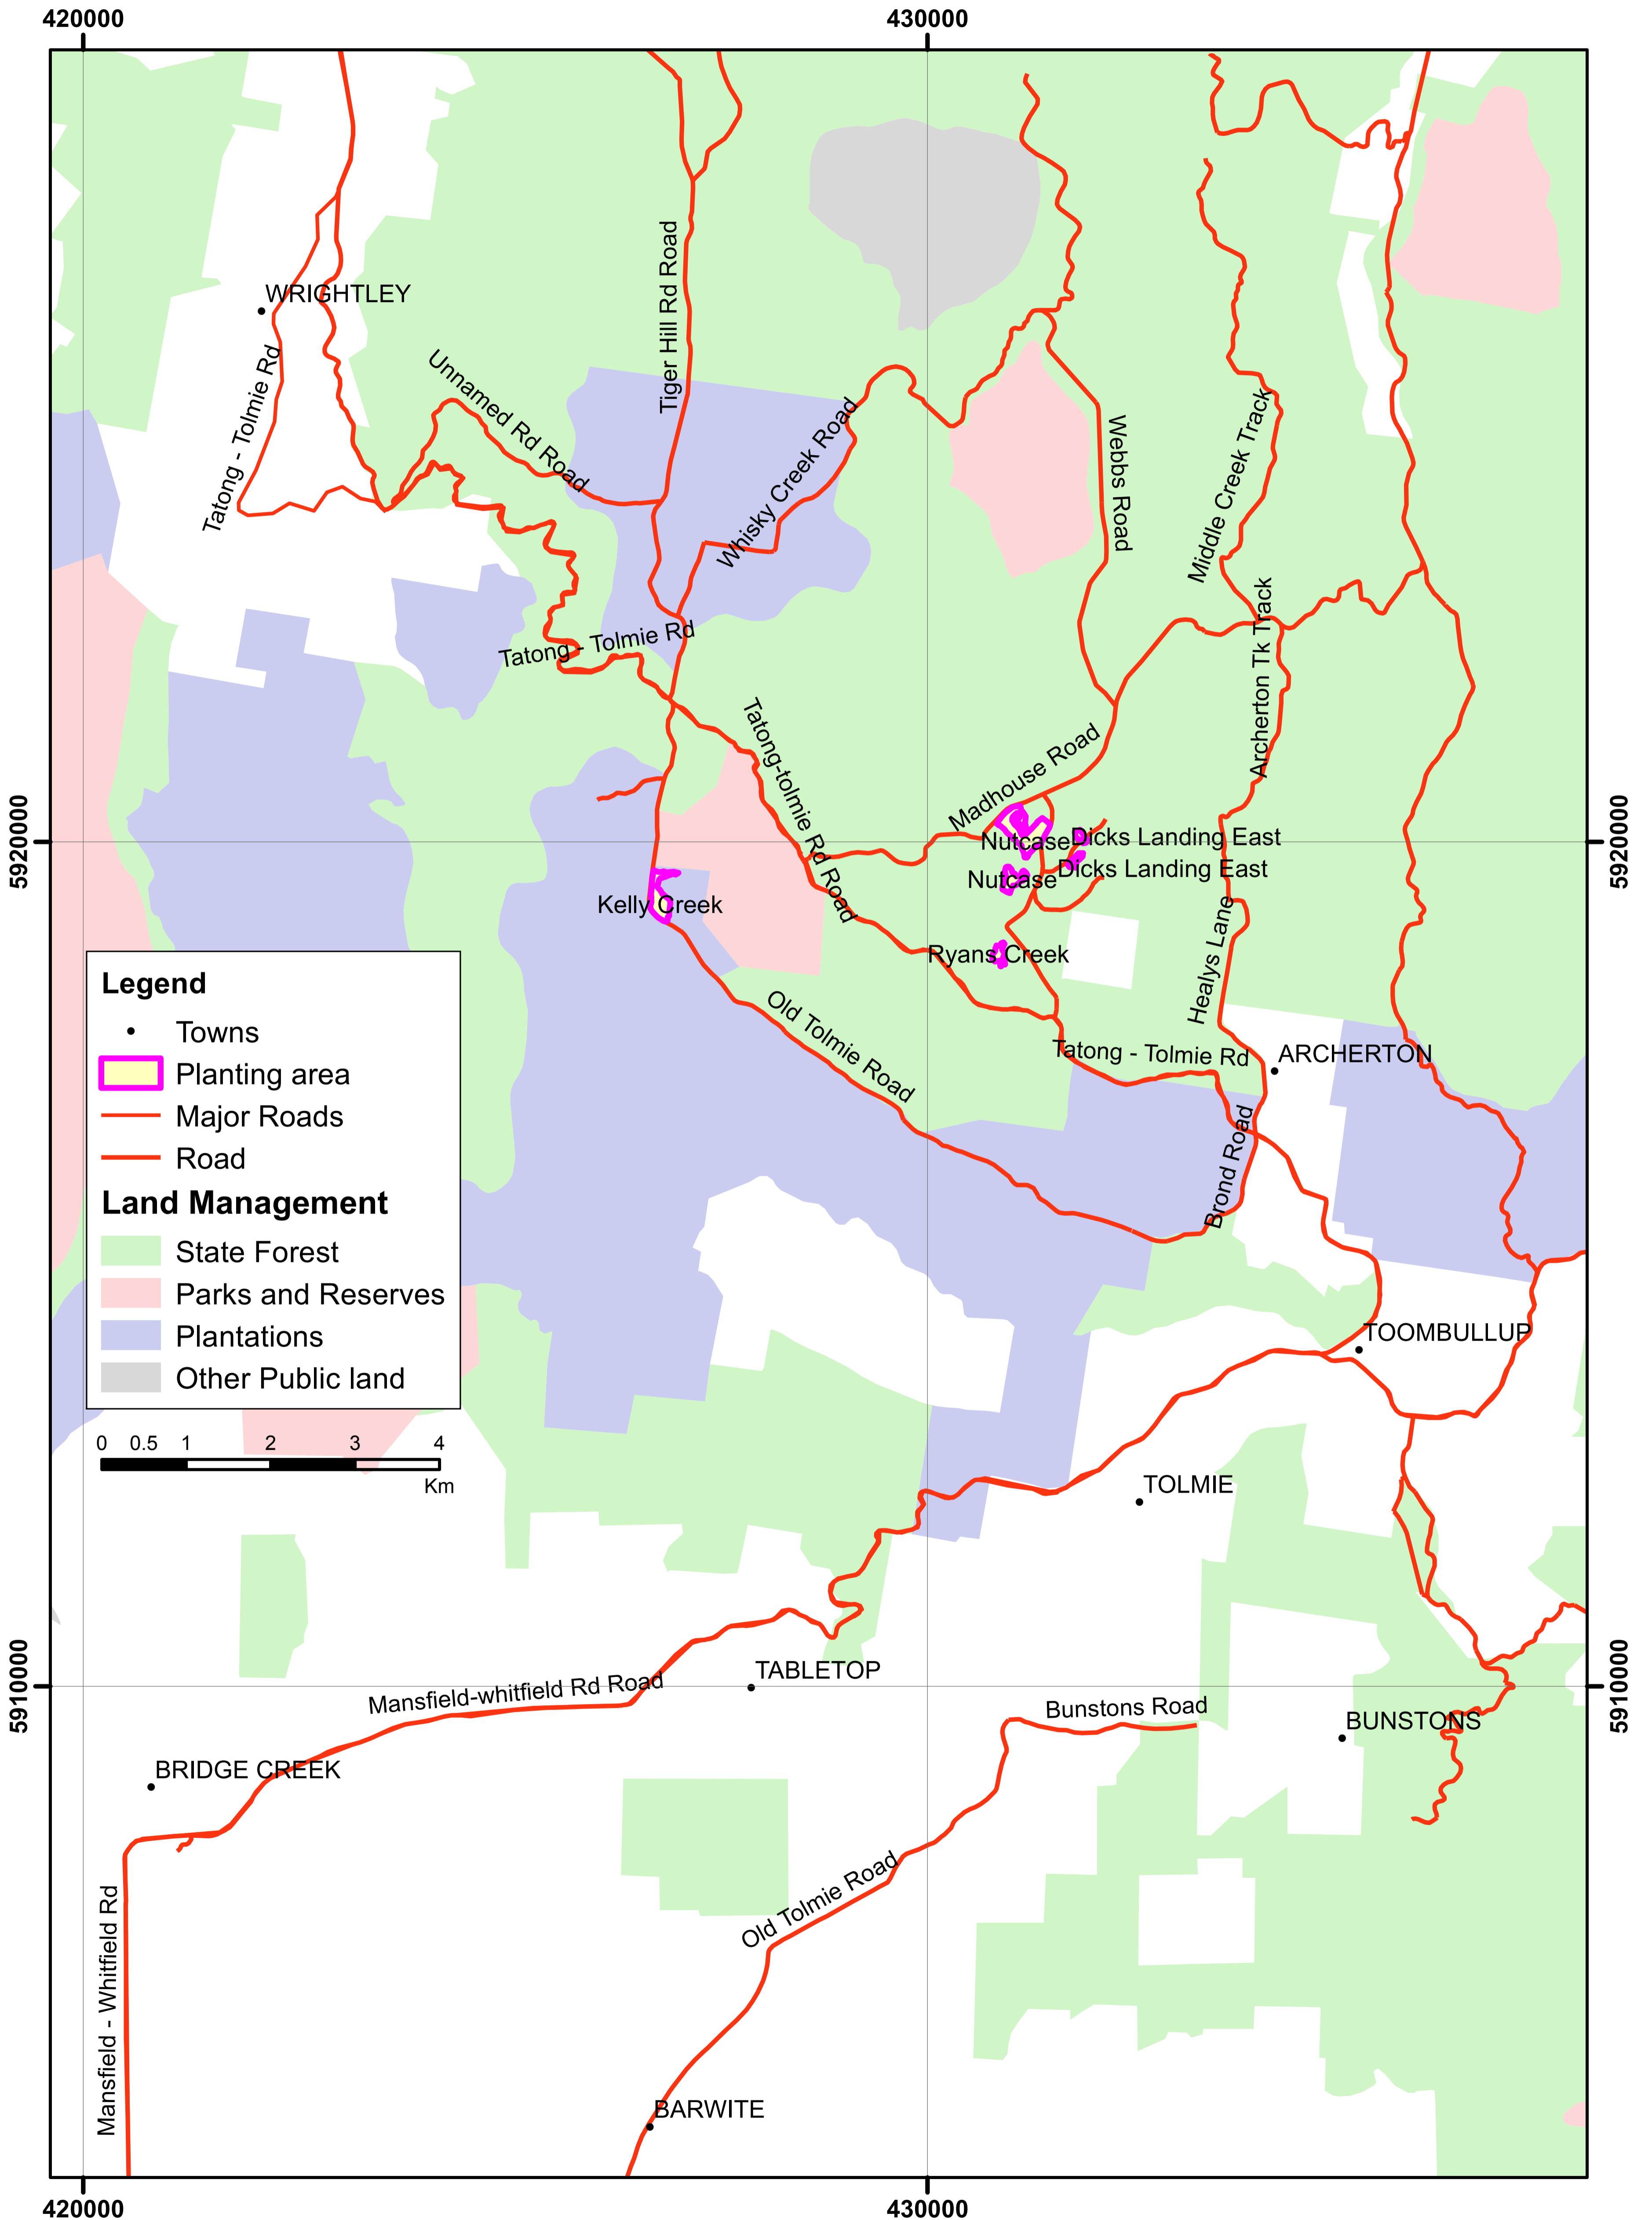 420000
430000
WRIGHTLEY
Tiger Hill Rd Road
Tatong - Tolmie Rd
Unnamed Rd Road
Whisky Creek Road
Webbs Road
Middle Creek Track
Tatong - Tolmie Rd
Archerton Tk Track
Tatong-tolmie Rd Road
Madhouse Road
5920000
5920000
Nutcase
Dicks Landing East
Nutcase
Dicks Landing East
Kelly Creek
Ryans Creek
Healys Lane
Old Tolmie Road
Tatong - Tolmie Rd
ARCHERTON
Brond Road
Legend
Towns
Planting area
Major Roads
Road
Land Management
State Forest
Parks and Reserves
Plantations
Other Public land
0 0.5 1 2 3 4
Km
TOOMBULLUP
TOLMIE
TABLETOP
Mansfield-whitfield Rd Road
5910000
5910000
Bunstons Road
BUNSTONS
BRIDGE CREEK
Old Tolmie Road
Mansfield - Whitfield Rd
BARWITE
420000
430000